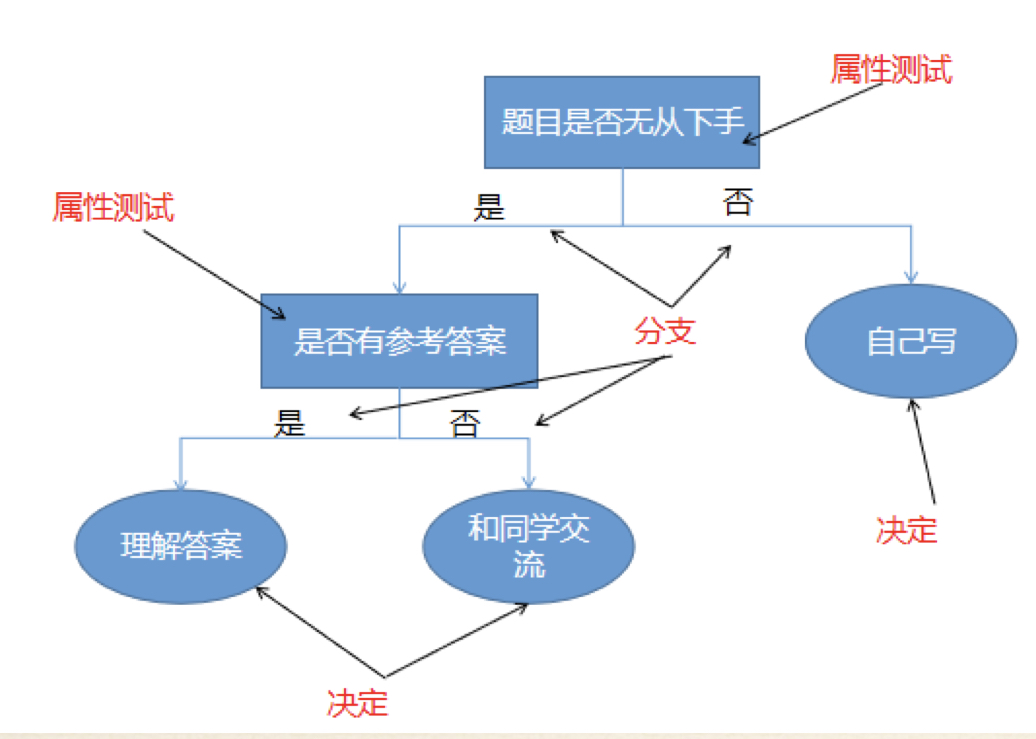 属性测试
题目是否无从下手
属性测试
是
否
分支
是否有参考答案
自己写
是
否
理解答案
和同学交
流
决定
决定